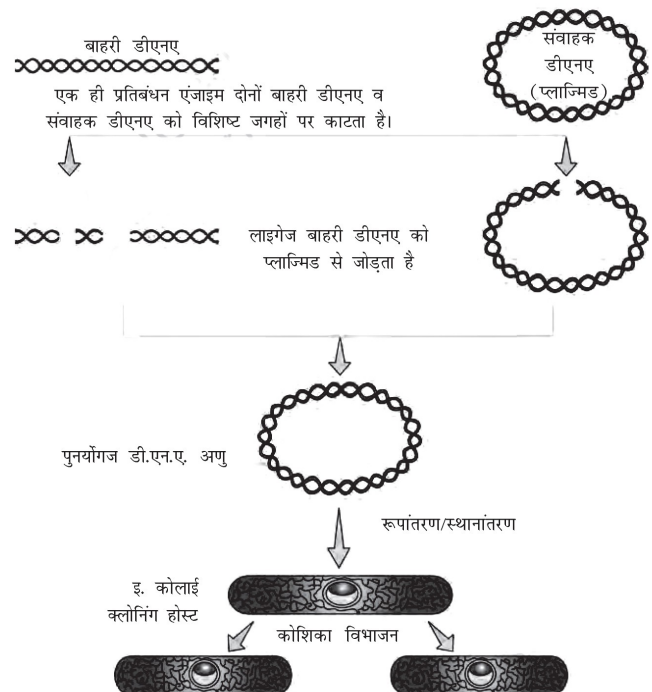 बाहरी डीएनए
संवाहक
डीएनए
(प्लाज्मिड)
एक ही प्रतिबंधन एंजाइम दोनों बाहरी डीएनए व
संवाहक डीएनए को विशिष्ट जगहों पर काटता है।
लाइगेज बाहरी डीएनए को
प्लाज्मिड से जोड़ता है
पुनर्योगज डी.एन.ए. अणु
रूपांतरण/स्थानांतरण
इ. कोलाई
क्लोनिंग होस्ट
कोशिका विभाजन